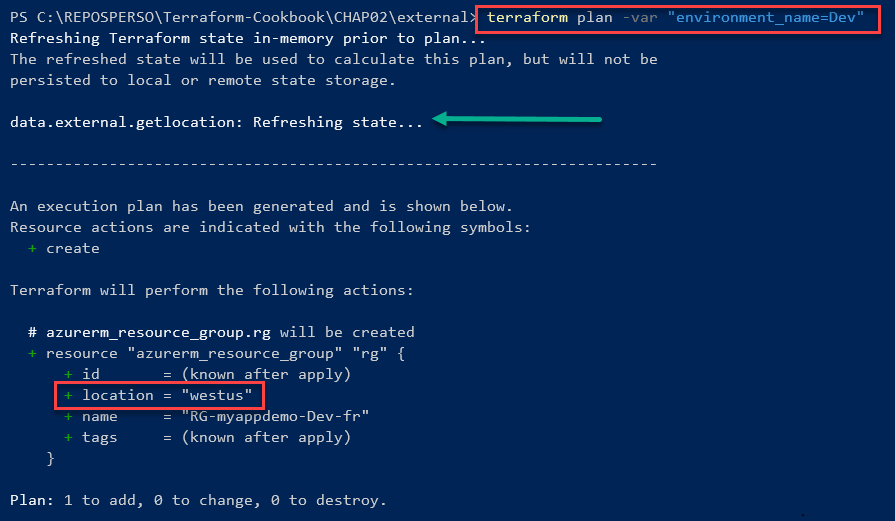 PS C:\REPOSPERSO\Terraform-Cookbook\CHAP02\external> terraform plan -var "environment_name=Dev"
Refreshing Terraform state in-memory prior to plan...
The refreshed state will be used to calculate this plan, but will not be
persisted to local or remote state storage.

data.external.getlocation: Refreshing state...

------------------------------------------------------------------------

An execution plan has been generated and is shown below.
Resource actions are indicated with the following symbols:
  + create

Terraform will perform the following actions:

  # azurerm_resource_group.rg will be created
  + resource "azurerm_resource_group" "rg" {
      + id       = (known after apply)
      + location = "westus"
      + name     = "RG-myappdemo-Dev-fr"
      + tags     = (known after apply)
    }

Plan: 1 to add, 0 to change, 0 to destroy.